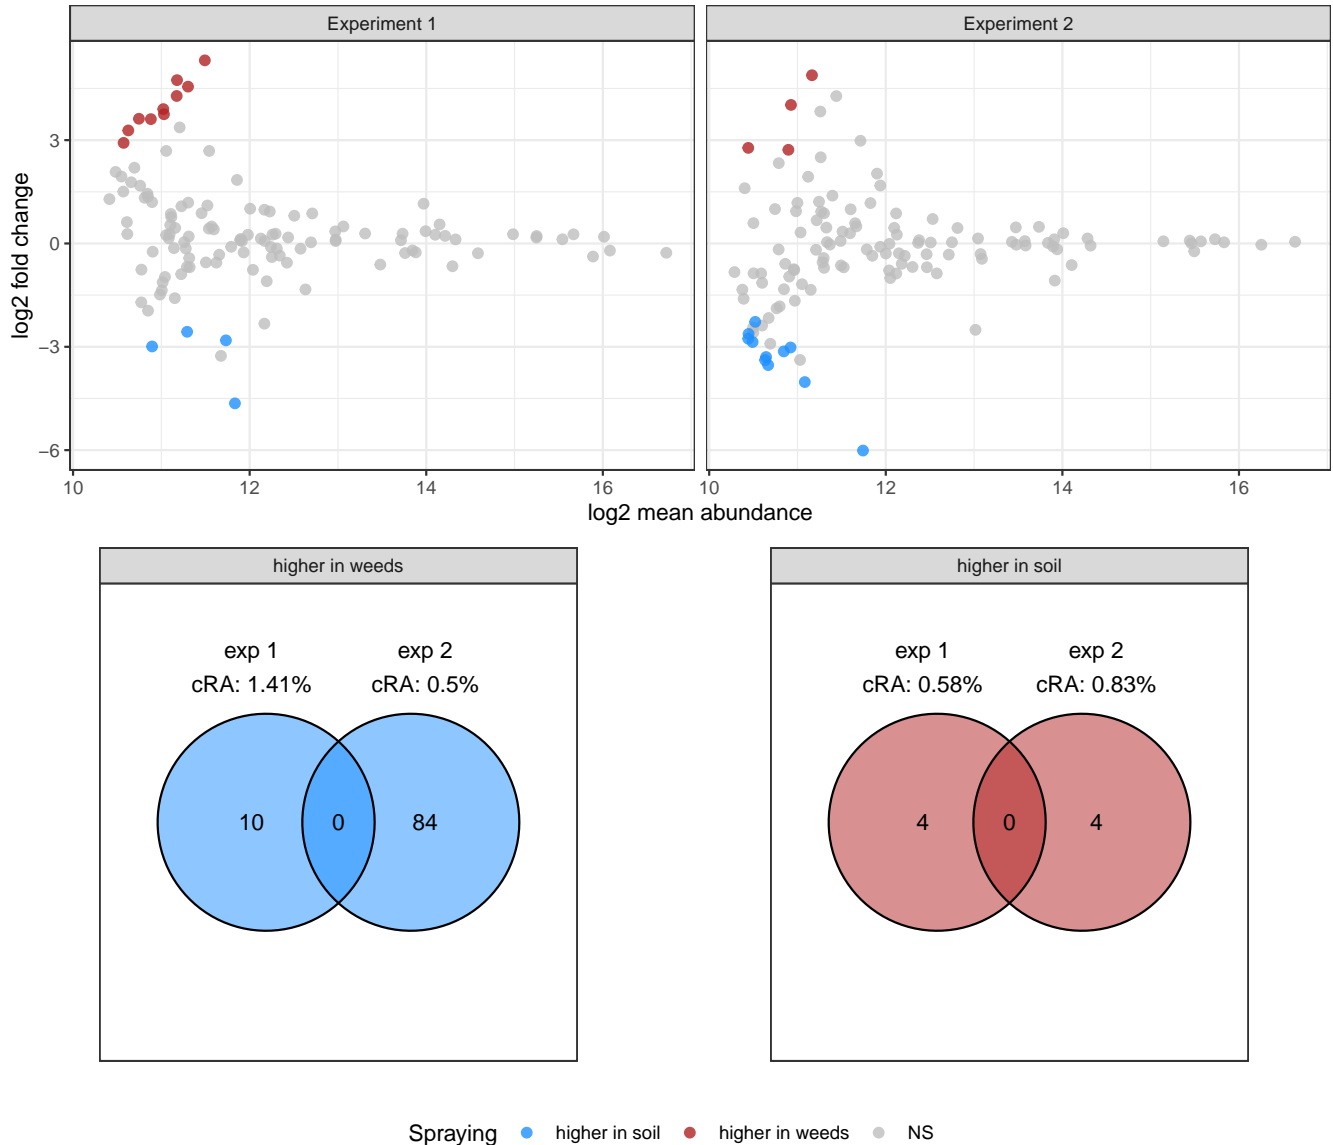 Experiment 1
Experiment 2
log2 fold change
3
0
−3
−6
10
12
14
16
10
12
14
16
log2 mean abundance
higher in weeds
exp 1
exp 2
cRA: 1.41%
cRA: 0.5%
10
0
84
higher in soil
exp 1
exp 2
cRA: 0.58%
cRA: 0.83%
4
0
4
Spraying higher in soil higher in weeds NS